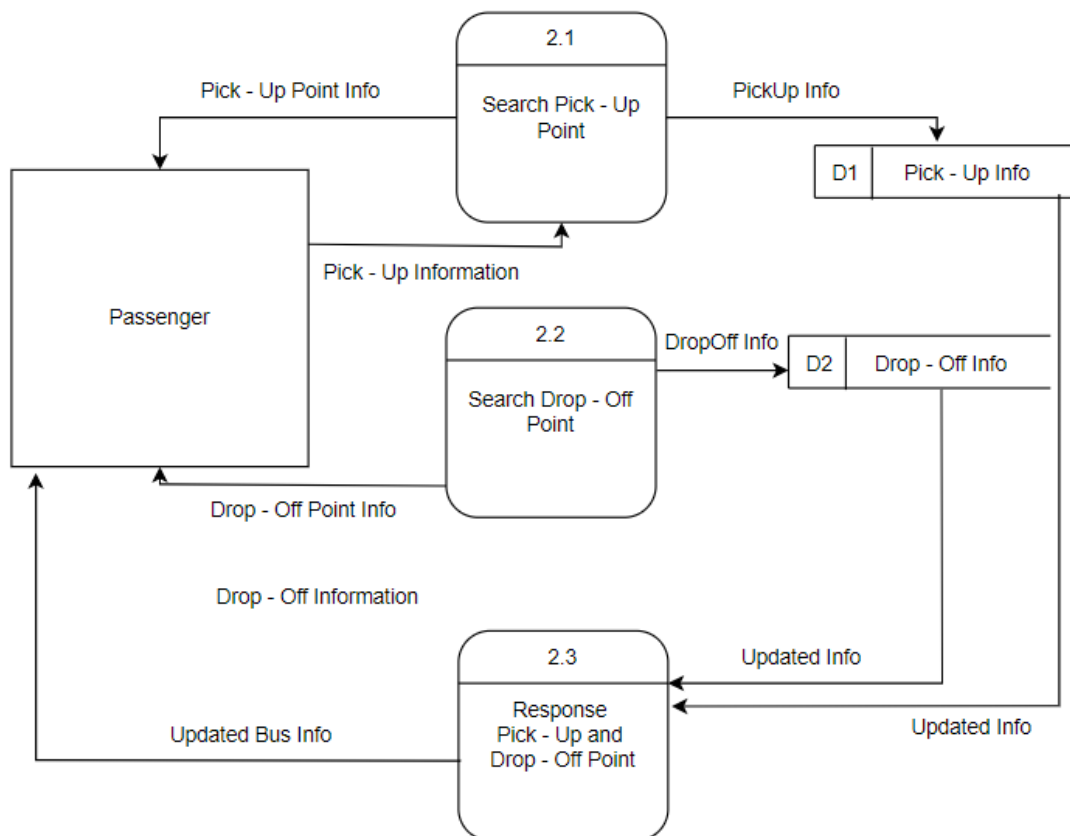 2.1
Pick - Up Point Info
PickUp Info
Search Pick - Up
Point
D1
Pick - Up Info
Pick - Up Information
Passenger
2.2
DropOff Info
D2
Drop - Off Info
Search Drop - Off
Point
Drop - Off Point Info
Drop - Off Information
2.3
Updated Info
Response
Pick - Up and
Drop - Off Point
Updated Bus Info
Updated Info